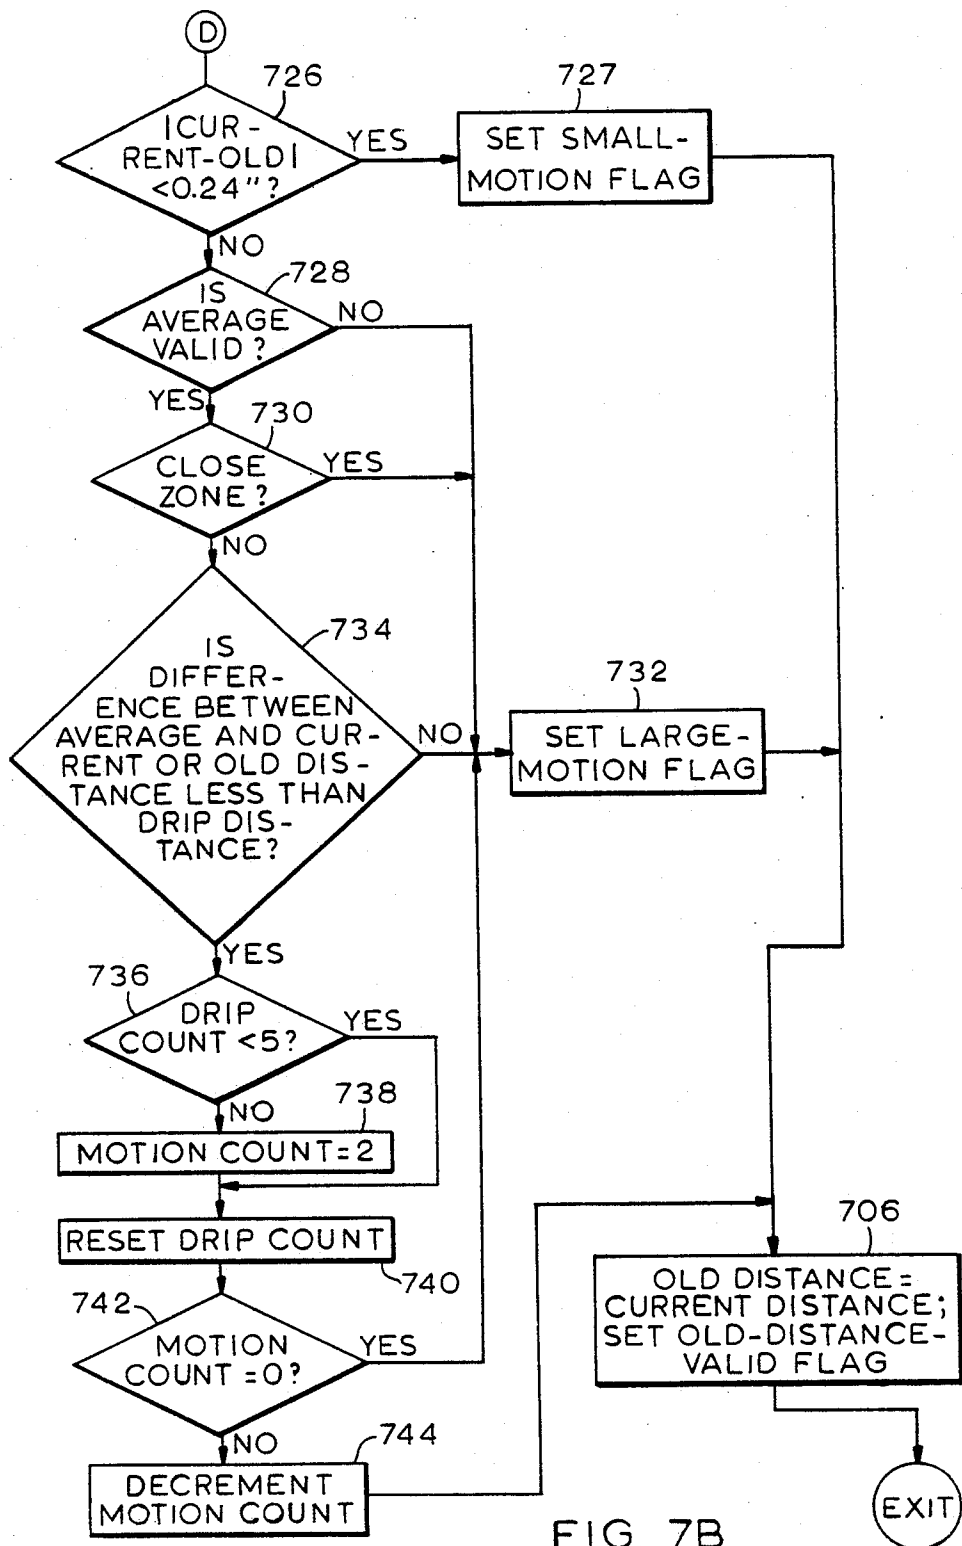 D
726
|CUR-
RENT-OLD|
<0.24"?
YES
727
SET SMALL-
MOTION FLAG
NO
728
IS
AVERAGE
VALID?
NO
YES
730
CLOSE
ZONE?
YES
NO
734
IS
DIFFER-
ENCE BETWEEN
AVERAGE AND CUR-
RENT OR OLD DIS-
TANCE LESS THAN
DRIP DIS-
TANCE?
NO
732
SET LARGE-
MOTION FLAG
YES
736
DRIP
COUNT <5?
YES
NO
738
MOTION COUNT=2
RESET DRIP COUNT
740
742
MOTION
COUNT=0?
YES
NO
744
DECREMENT
MOTION COUNT
706
OLD DISTANCE=
CURRENT DISTANCE;
SET OLD-DISTANCE-
VALID FLAG
EXIT
FIG 7B